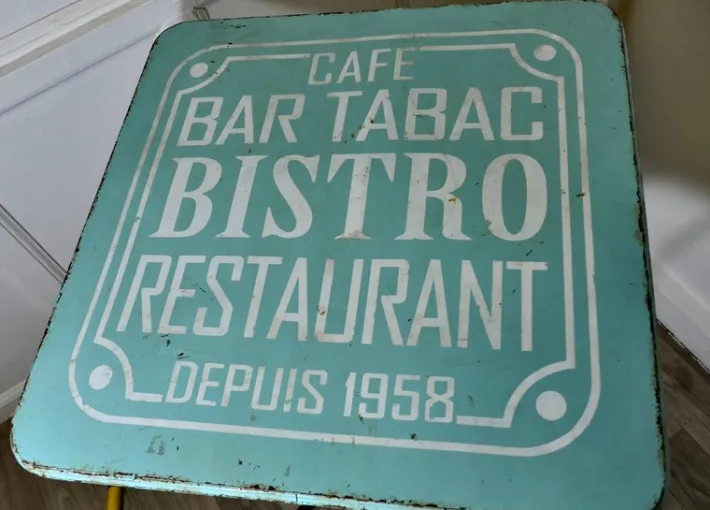 CAFE
BAR TABAC
BISTRO
RESTAURANT
DEPUIS 1958